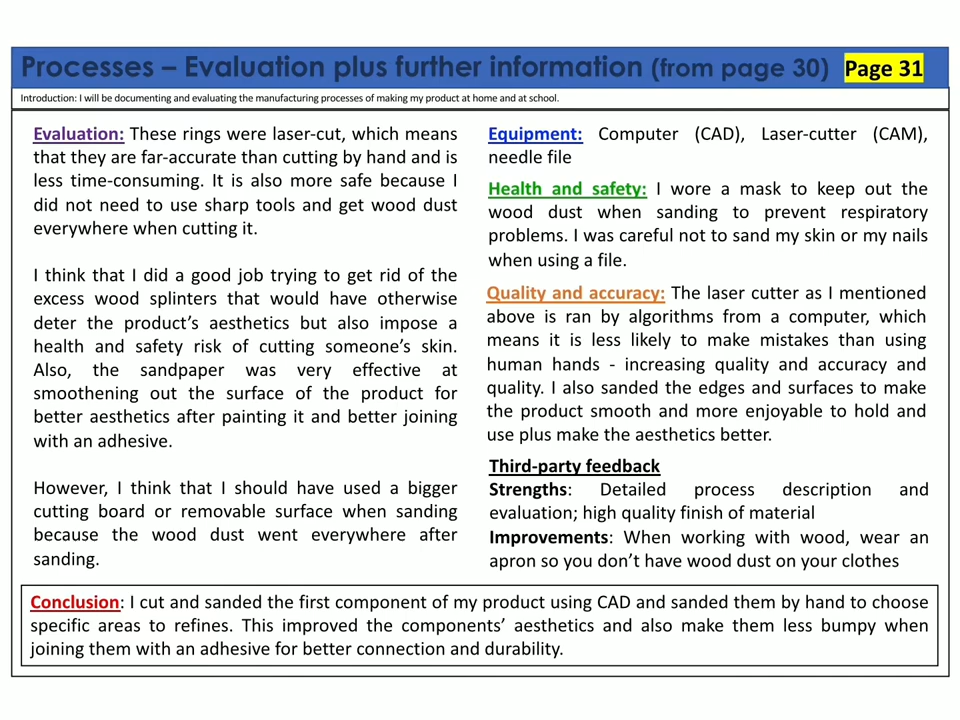 Processes – Evaluation plus further information (from page 30) Page 31
Introduction: I will be documenting and evaluating the manufacturing processes of making my product at home and at school.
Evaluation: These rings were laser-cut, which means
that they are far-accurate than cutting by hand and is
less time-consuming. It is also more safe because I
did not need to use sharp tools and get wood dust
everywhere when cutting it.
I think that I did a good job trying to get rid of the
excess wood splinters that would have otherwise
deter the product’s aesthetics but also impose a
health and safety risk of cutting someone’s skin.
Also, the sandpaper was very effective at
smoothening out the surface of the product for
better aesthetics after painting it and better joining
with an adhesive.
However, I think that I should have used a bigger
cutting board or removable surface when sanding
because the wood dust went everywhere after
sanding.
Equipment: Computer (CAD), Laser-cutter (CAM),
needle file
Health and safety: I wore a mask to keep out the
wood dust when sanding to prevent respiratory
problems. I was careful not to sand my skin or my nails
when using a file.
Quality and accuracy: The laser cutter as I mentioned
above is ran by algorithms from a computer, which
means it is less likely to make mistakes than using
human hands - increasing quality and accuracy and
quality. I also sanded the edges and surfaces to make
the product smooth and more enjoyable to hold and
use plus make the aesthetics better.
Third-party feedback
Strengths: Detailed process description and
evaluation; high quality finish of material
Improvements: When working with wood, wear an
apron so you don’t have wood dust on your clothes
Conclusion: I cut and sanded the first component of my product using CAD and sanded them by hand to choose
specific areas to refines. This improved the components’ aesthetics and also make them less bumpy when
joining them with an adhesive for better connection and durability.